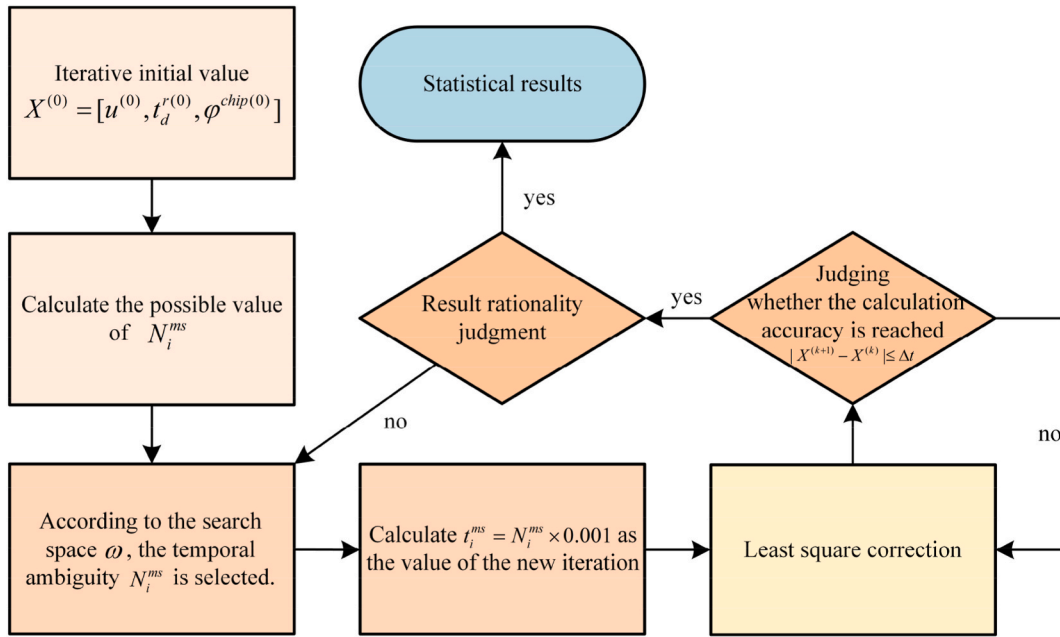 Iterative initial value
X^{(0)} = [u^{(0)}, t_d^{r(0)}, φ^{chip(0)}]
Calculate the possible value
of N_i^{ms}
According to the search
space ω, the temporal
ambiguity N_i^{ms} is selected.
Calculate t_i^{ms} = N_i^{ms} × 0.001 as
the value of the new iteration
Least square correction
Judging
whether the calculation
accuracy is reached
| X^{(k+1)} − X^{(k)} | ≤ Δt
no
yes
Result rationality
judgment
no
yes
Statistical results